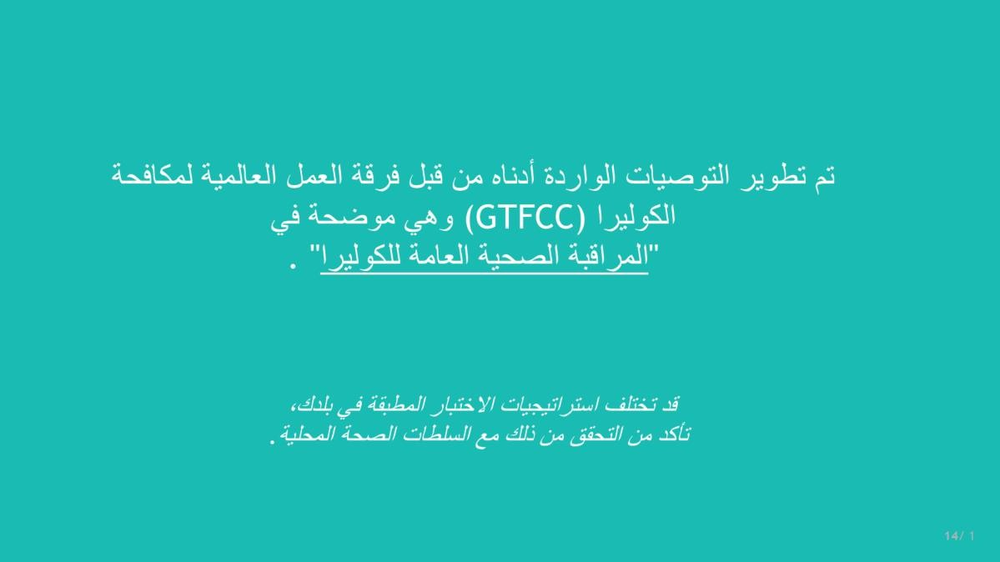 تم تطوير التوصيات الواردة أدناه من قبل فرقة العمل العالمية لمكافحة
الكوليرا (GTFCC) وهي موضحة في
"المراقبة الصحية العامة للكوليرا" .
قد تختلف استراتيجيات الاختبار المطبقة في بلدك،
تأكد من التحقق من ذلك مع السلطات الصحة المحلية.
14/ 1